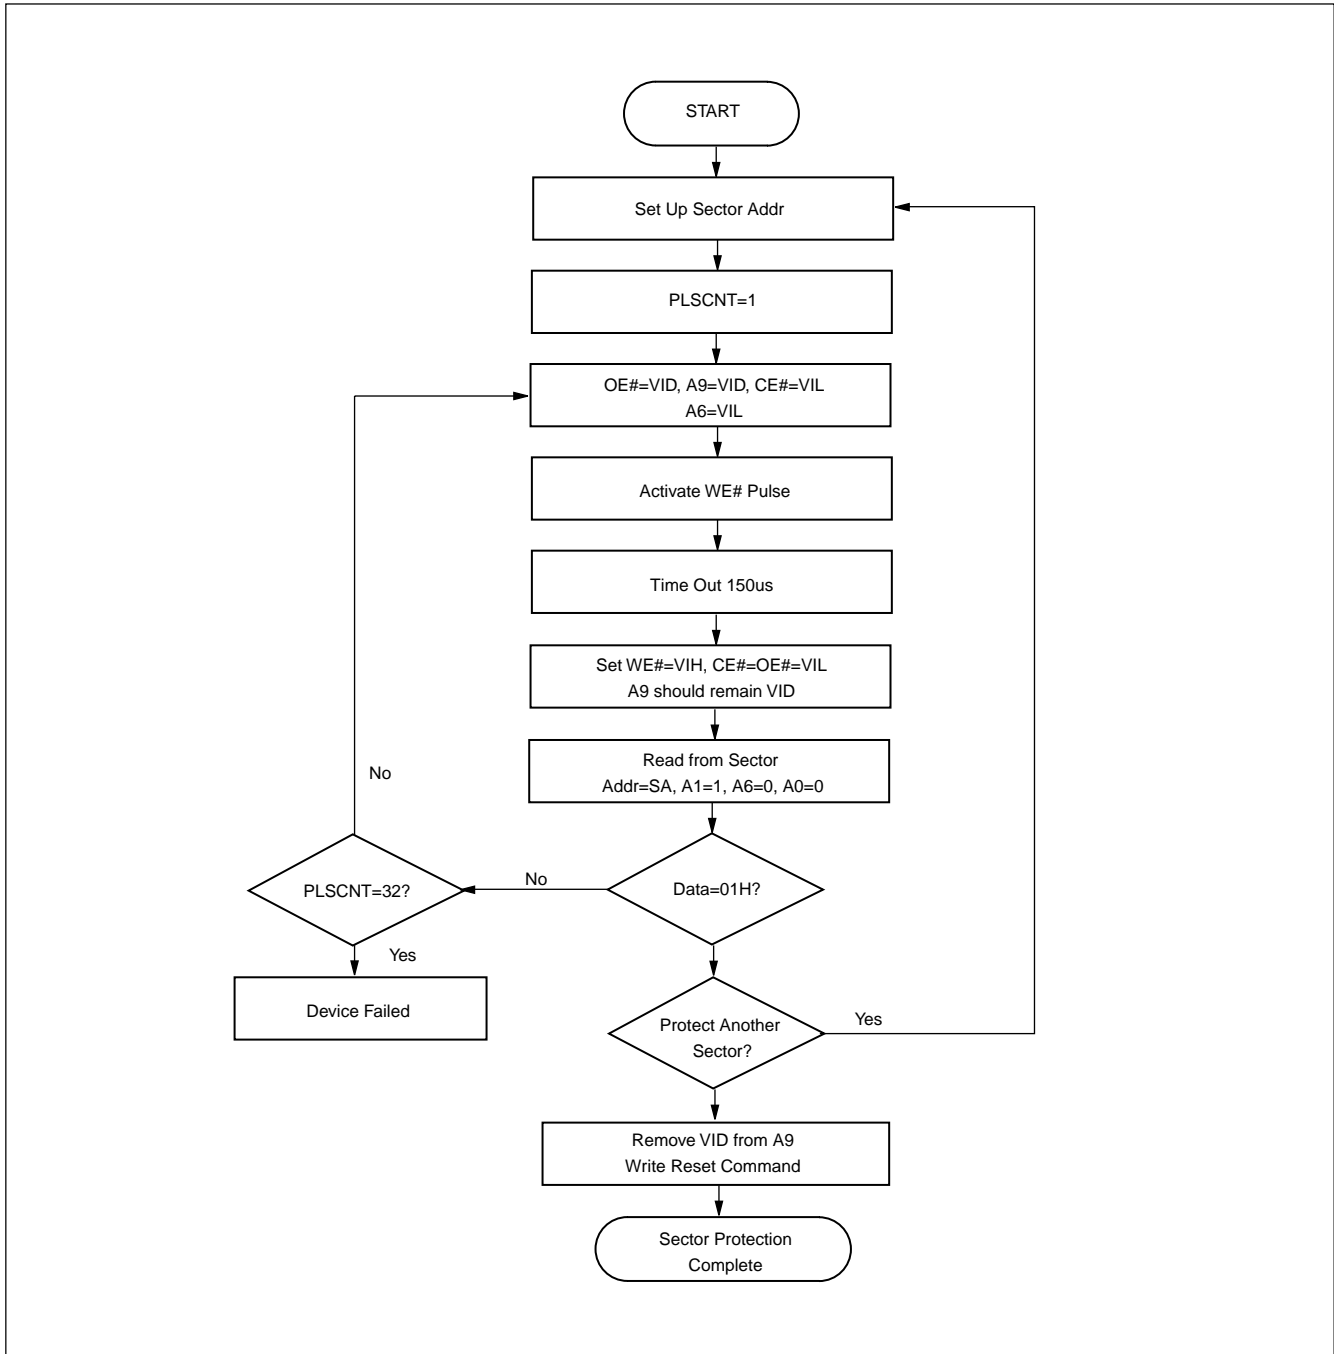 START
Set Up Sector Addr
PLSCNT=1
OE#=VID, A9=VID, CE#=VIL
A6=VIL
Activate WE# Pulse
Time Out 150us
Set WE#=VIH, CE#=OE#=VIL
A9 should remain VID
Read from Sector
Addr=SA, A1=1, A6=0, A0=0
No
PLSCNT=32?
No
Data=01H?
Yes
Device Failed
Protect Another
Sector?
Yes
Remove VID from A9
Write Reset Command
Sector Protection
Complete